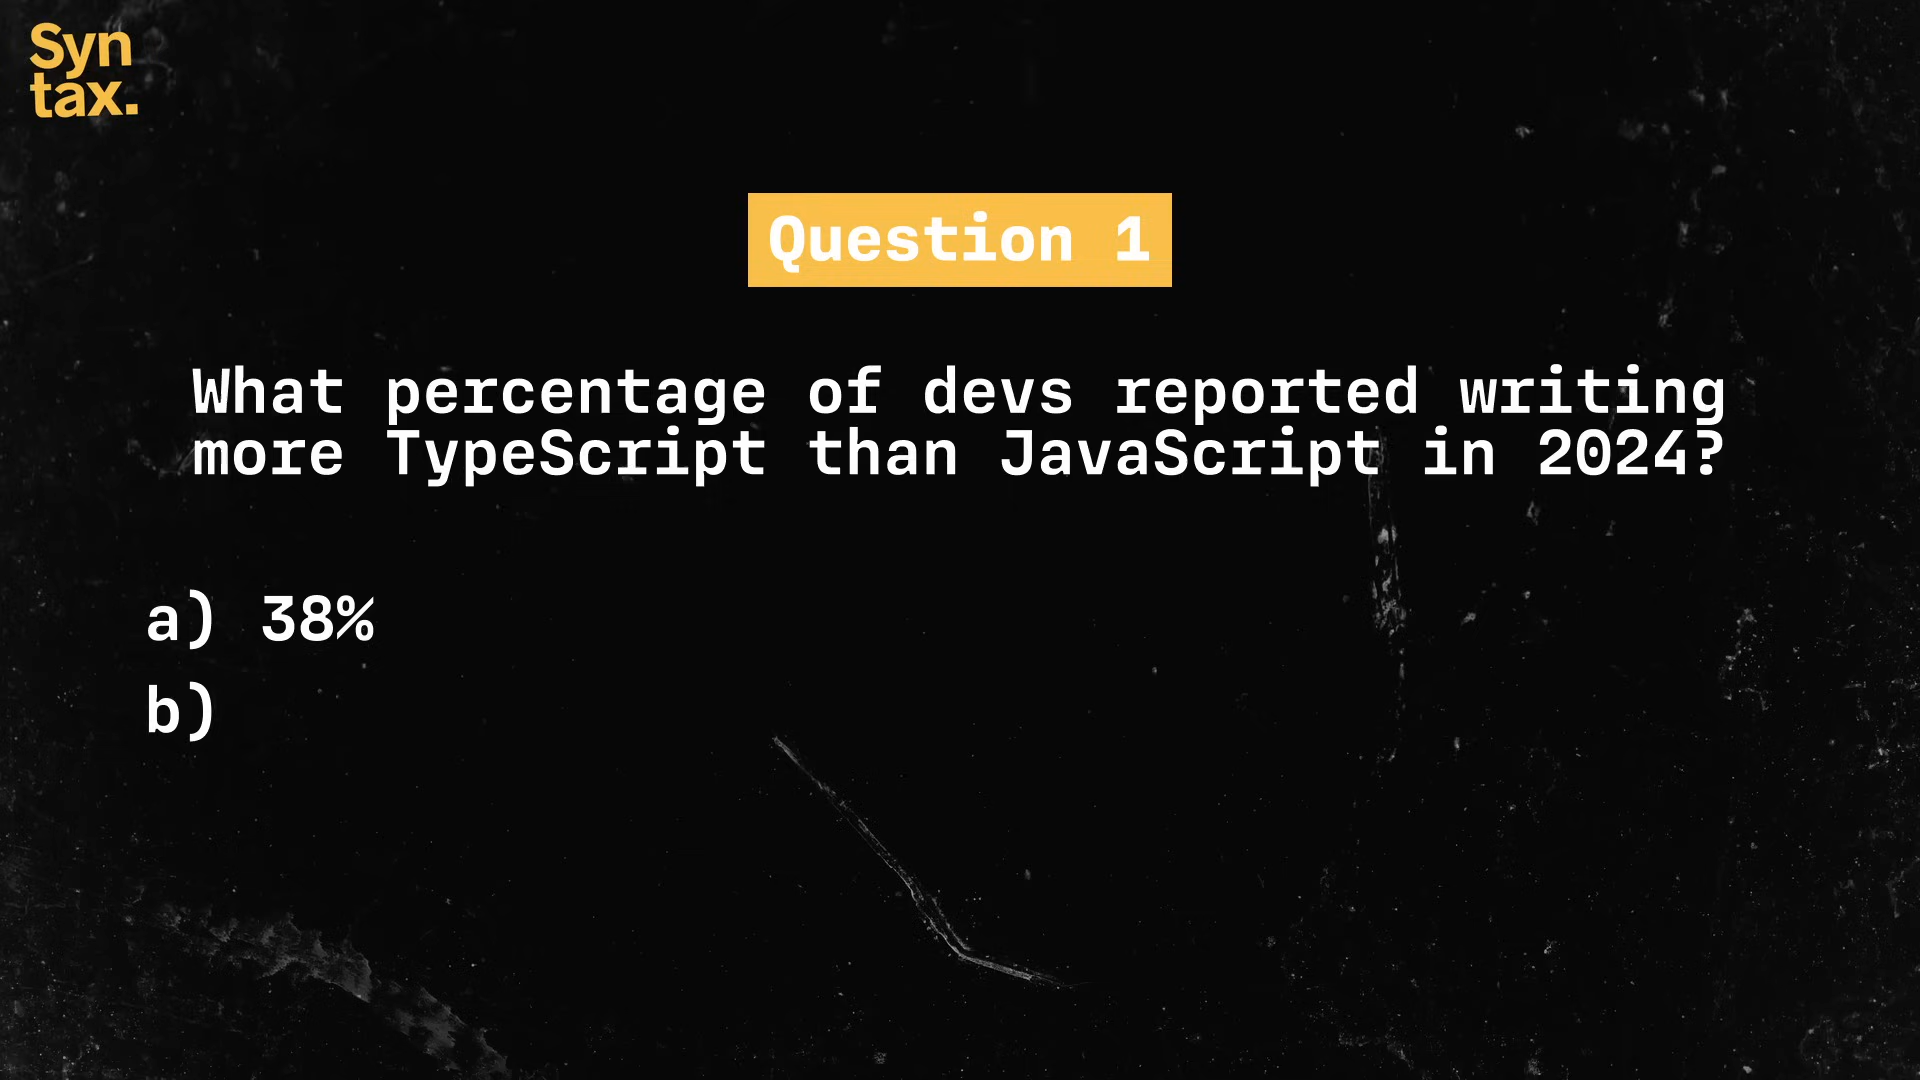 Syn
tax.
Question 1
What percentage of devs reported writing
more TypeScript than JavaScript in 2024?
a) 38%
b)